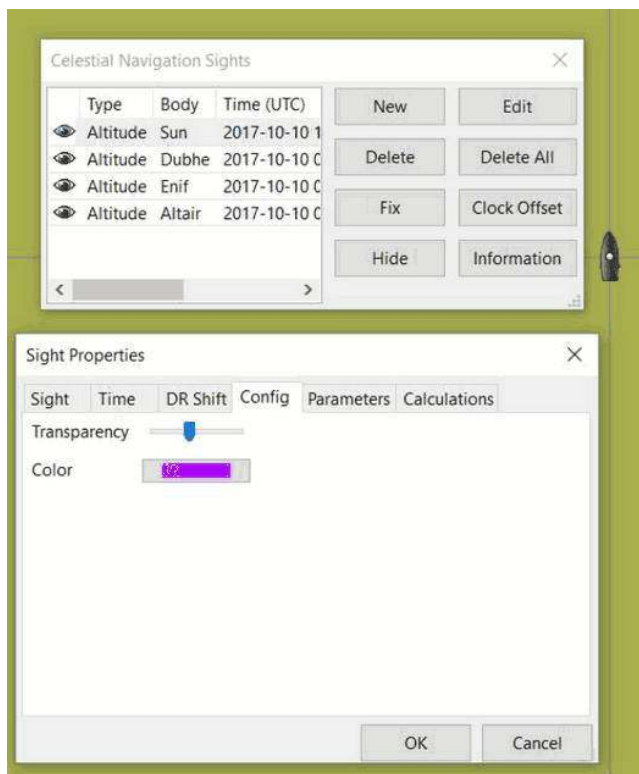 Celestial Navigation Sights
Type Body Time (UTC)
Altitude Sun 2017-10-10 1
Altitude Dubhe 2017-10-10 0
Altitude Enif 2017-10-10 0
Altitude Altair 2017-10-10 0
New Edit
Delete Delete All
Fix Clock Offset
Hide Information
Sight Properties
Sight Time DR Shift Config Parameters Calculations
Transparency
Color
OK Cancel